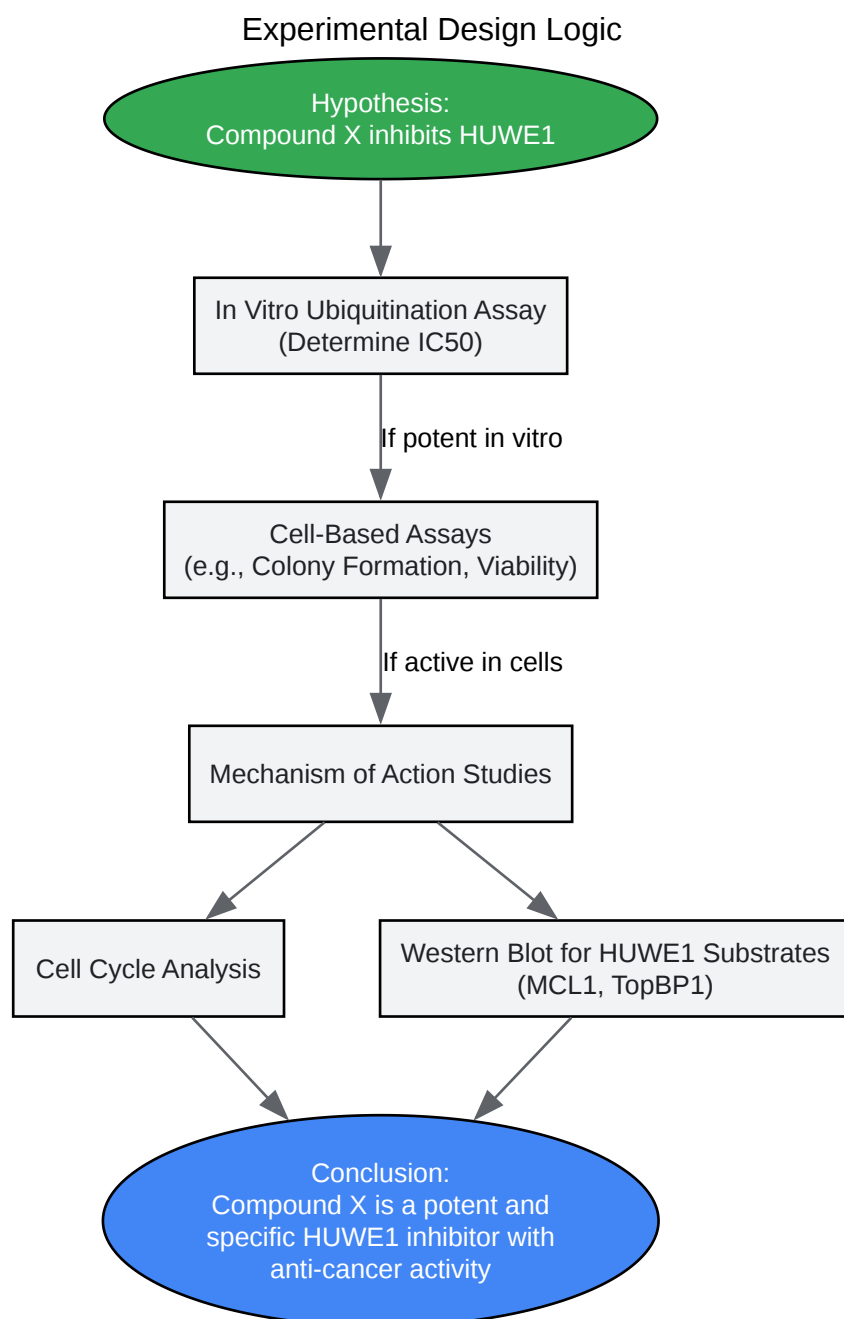 Experimental Design Logic
Hypothesis:
Compound X inhibits HUWE1
In Vitro Ubiquitination Assay
(Determine IC50)
If potent in vitro
Cell-Based Assays
(e.g., Colony Formation, Viability)
If active in cells
Mechanism of Action Studies
Cell Cycle Analysis
Western Blot for HUWE1 Substrates
(MCL1, TopBP1)
Conclusion:
Compound X is a potent and
specific HUWE1 inhibitor with
anti-cancer activity